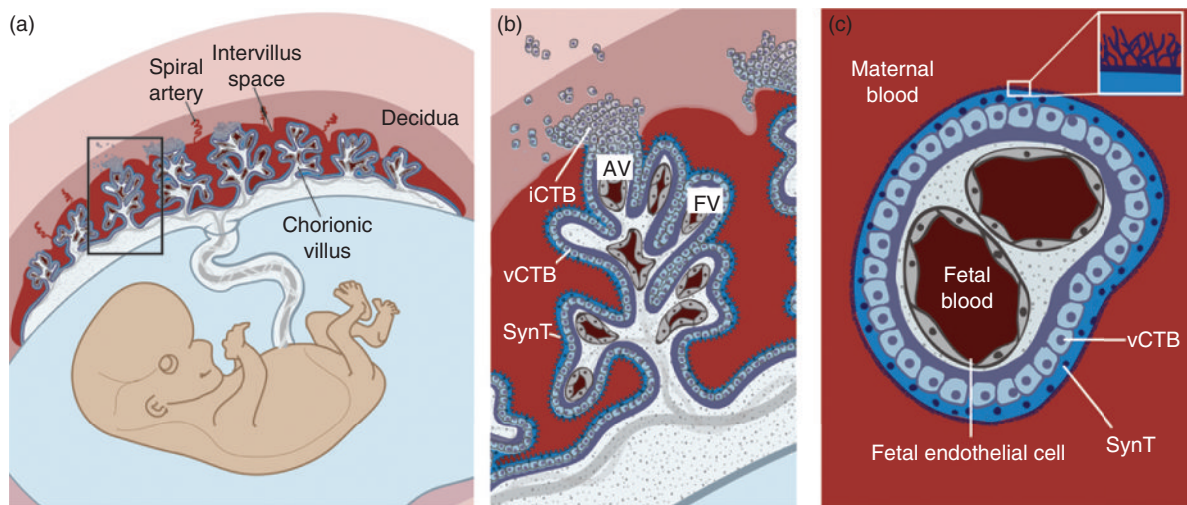 (a)
Spiral
artery
Intervillus
space
Decidua
Chorionic
villus
(b)
iCTB
AV
FV
vCTB
SynT
(c)
Maternal
blood
Fetal
blood
vCTB
SynT
Fetal endothelial cell